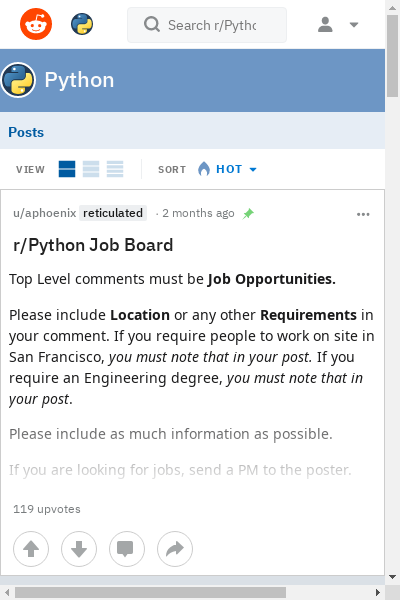 Search r/Pytho
Python
Posts
VIEW SORT HOT
u/aphoenix reticulated · 2 months ago
r/Python Job Board
Top Level comments must be Job Opportunities.
Please include Location or any other Requirements in
your comment. If you require people to work on site in
San Francisco, you must note that in your post. If you
require an Engineering degree, you must note that in
your post.
Please include as much information as possible.
If you are looking for jobs, send a PM to the poster.
119 upvotes